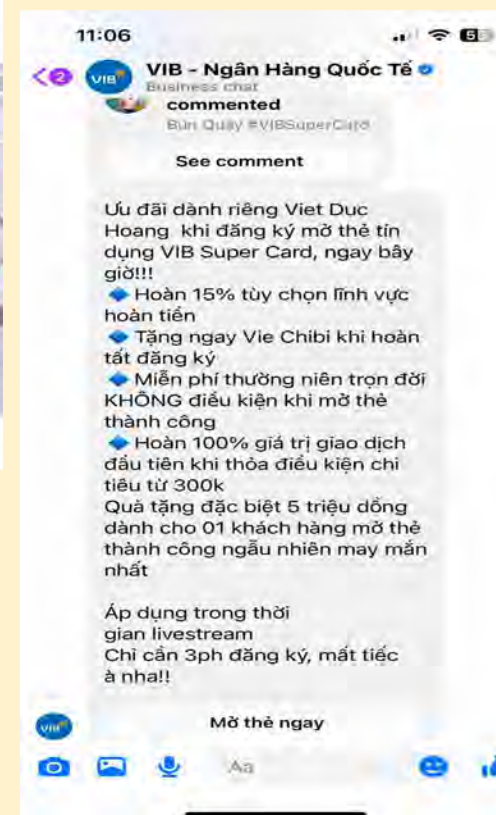 11:06
2
VIB - Ngân Hàng Quốc Tế
Business chat
commented
Bún Quậy #VIBSuperCard
See comment
Ưu đãi dành riêng Viet Duc
Hoang khi đăng ký mở thẻ tín
dụng VIB Super Card, ngay bây
giờ!!!
🔷Hoàn 15% tùy chọn lĩnh vực
hoàn tiền
🔷Tặng ngay Vie Chibi khi hoàn
tất đăng ký
🔷Miễn phí thường niên trọn đời
KHÔNG điều kiện khi mở thẻ
thành công
🔷Hoàn 100% giá trị giao dịch
đầu tiên khi thỏa điều kiện chi
tiêu từ 300k
Quà tặng đặc biệt 5 triệu đồng
dành cho 01 khách hàng mở thẻ
thành công ngẫu nhiên may mắn
nhất
Áp dụng trong thời
gian livestream
Chỉ cần 3ph đăng ký, mất tiếc
à nha!!
Mở thẻ ngay
Aa